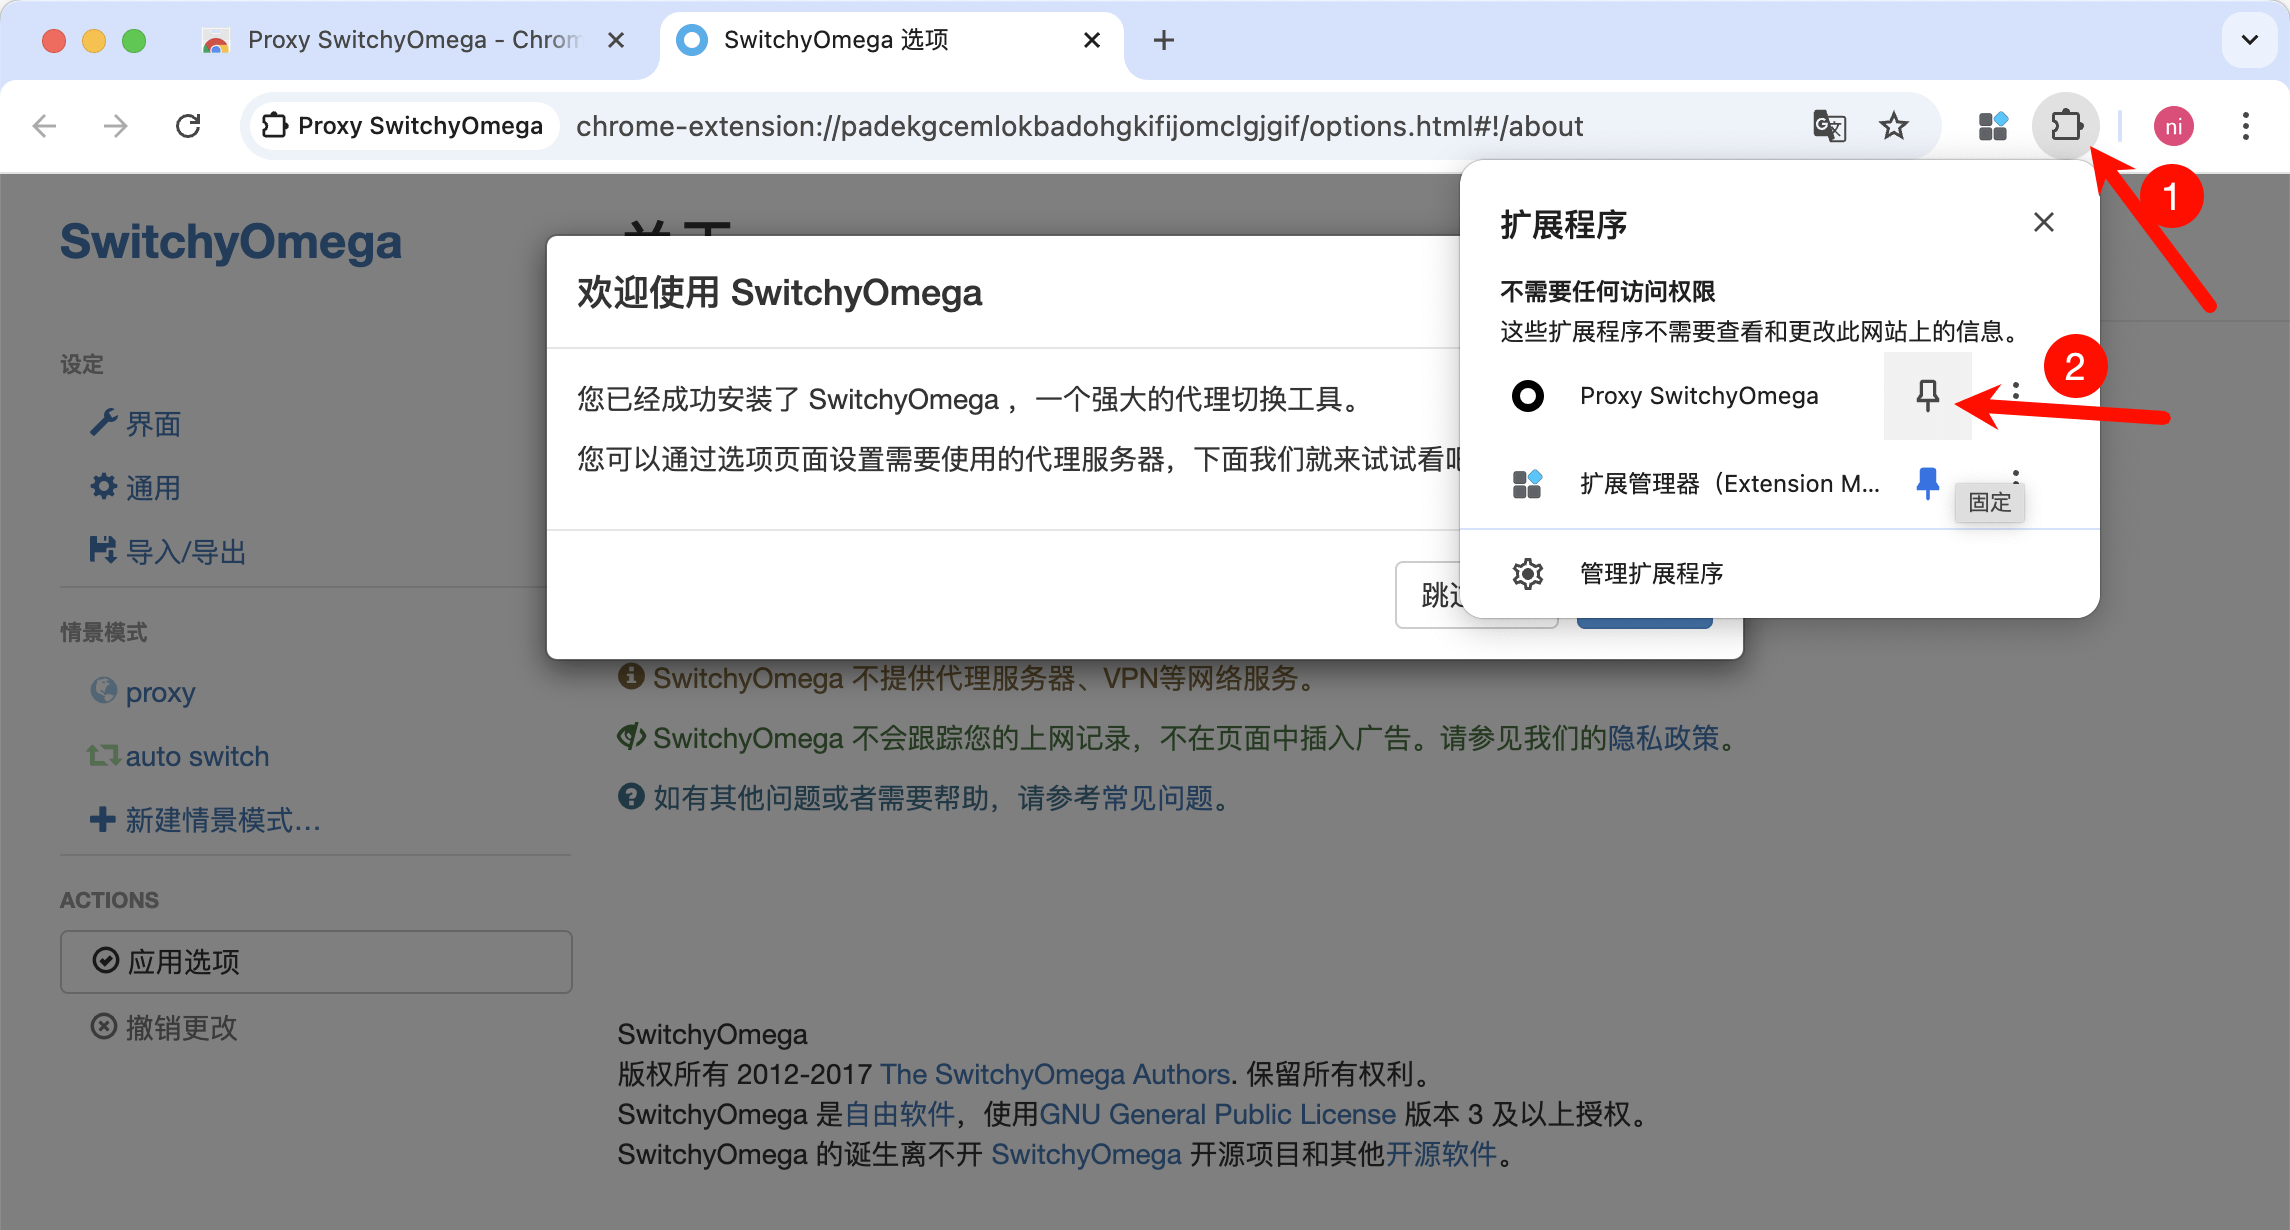 Proxy SwitchyOmega - Chrom
SwitchyOmega 选项
Proxy SwitchyOmega
chrome-extension://padekgcemlokbadohgkifijomclgjgif/options.html#!/about
ni
1
扩展程序
不需要任何访问权限
这些扩展程序不需要查看和更改此网站上的信息。
2
Proxy SwitchyOmega
扩展管理器（Extension M...
固定
管理扩展程序
SwitchyOmega
设定
界面
通用
导入/导出
情景模式
proxy
auto switch
新建情景模式…
ACTIONS
应用选项
撤销更改
关于
欢迎使用 SwitchyOmega
您已经成功安装了 SwitchyOmega ，一个强大的代理切换工具。
您可以通过选项页面设置需要使用的代理服务器，下面我们就来试试看吧
跳过
SwitchyOmega 不提供代理服务器、VPN等网络服务。
SwitchyOmega 不会跟踪您的上网记录，不在页面中插入广告。请参见我们的隐私政策。
如有其他问题或者需要帮助，请参考常见问题。
SwitchyOmega
版权所有 2012-2017 The SwitchyOmega Authors. 保留所有权利。
SwitchyOmega 是自由软件，使用GNU General Public License 版本 3 及以上授权。
SwitchyOmega 的诞生离不开 SwitchyOmega 开源项目和其他开源软件。